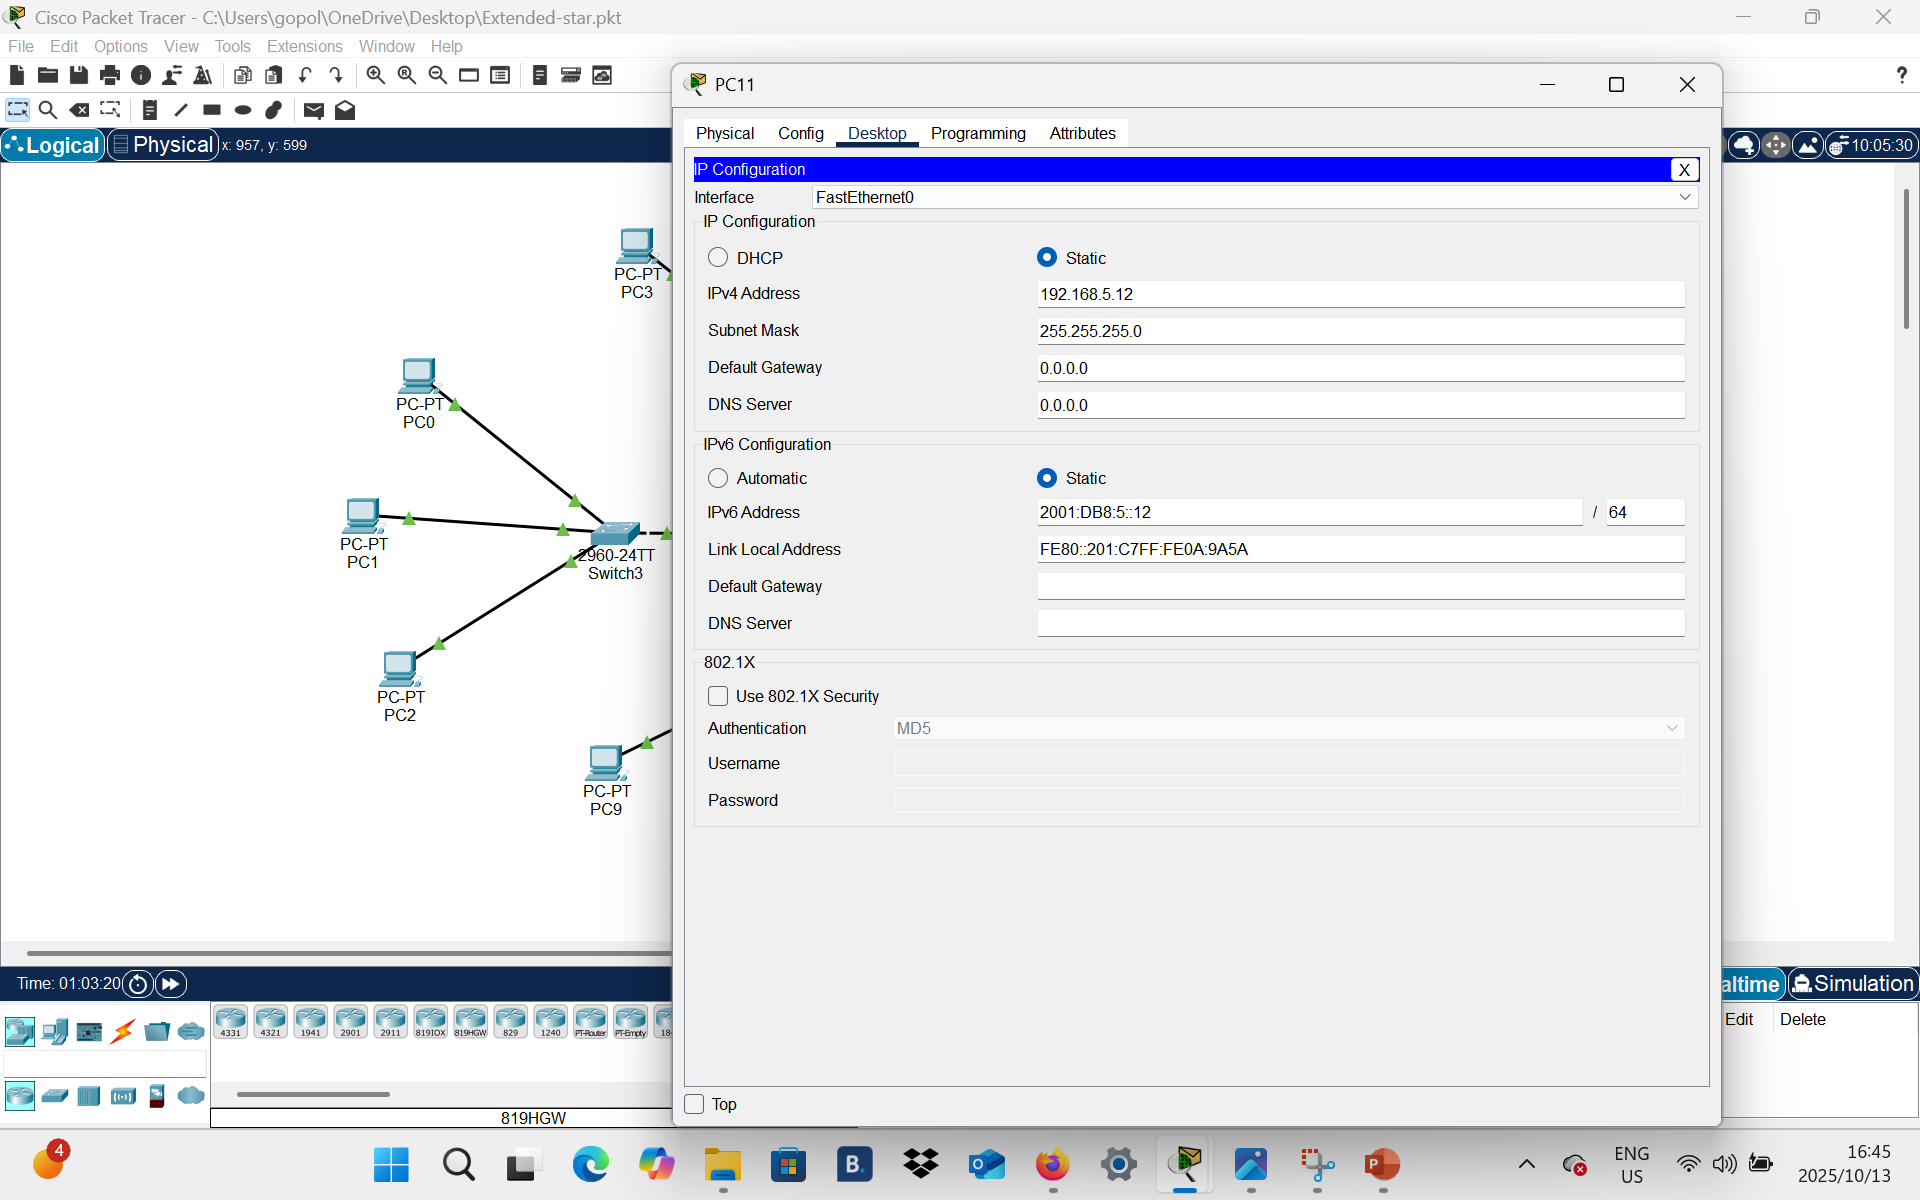 Cisco Packet Tracer - C:\Users\gopol\OneDrive\Desktop\Extended-star.pkt
File Edit Options View Tools Extensions Window Help
?
Logical Physical x: 957, y: 599
10:05:30
PC-PT
PC3
PC-PT
PC0
PC-PT
PC1
2960-24TT
Switch3
PC-PT
PC2
PC-PT
PC9
PC11
Physical Config Desktop Programming Attributes
IP Configuration X
Interface FastEthernet0
IP Configuration
DHCP Static
IPv4 Address 192.168.5.12
Subnet Mask 255.255.255.0
Default Gateway 0.0.0.0
DNS Server 0.0.0.0
IPv6 Configuration
Automatic Static
IPv6 Address 2001:DB8:5::12 / 64
Link Local Address FE80::201:C7FF:FE0A:9A5A
Default Gateway
DNS Server
802.1X
Use 802.1X Security
Authentication MD5
Username
Password
Top
Time: 01:03:20
altime Simulation
4331 4321 1941 2901 2911 819IOX 819HGW 829 1240 PT-Router PT-Empty 18
819HGW
Edit Delete
4
B.
ENG
US
16:45
2025/10/13